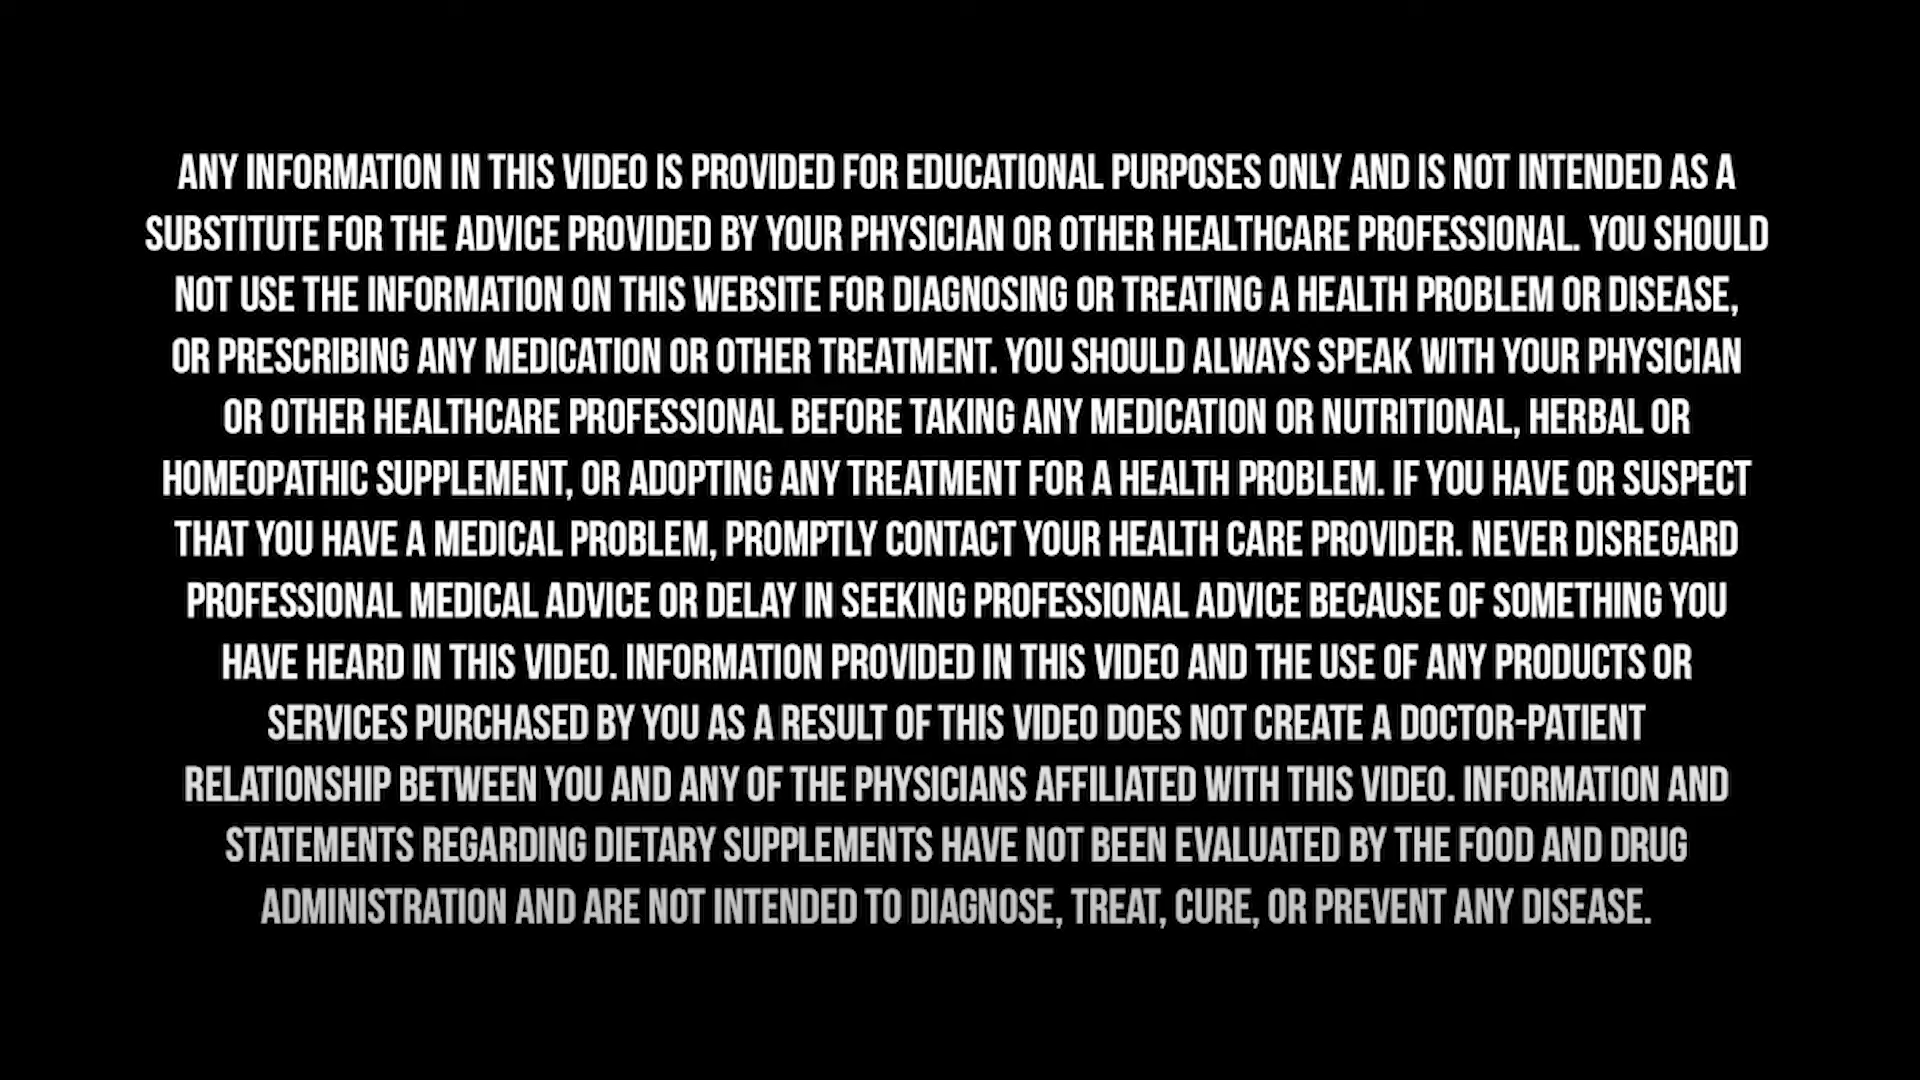 ANY INFORMATION IN THIS VIDEO IS PROVIDED FOR EDUCATIONAL PURPOSES ONLY AND IS NOT INTENDED AS A
SUBSTITUTE FOR THE ADVICE PROVIDED BY YOUR PHYSICIAN OR OTHER HEALTHCARE PROFESSIONAL. YOU SHOULD
NOT USE THE INFORMATION ON THIS WEBSITE FOR DIAGNOSING OR TREATING A HEALTH PROBLEM OR DISEASE,
OR PRESCRIBING ANY MEDICATION OR OTHER TREATMENT. YOU SHOULD ALWAYS SPEAK WITH YOUR PHYSICIAN
OR OTHER HEALTHCARE PROFESSIONAL BEFORE TAKING ANY MEDICATION OR NUTRITIONAL, HERBAL OR
HOMEOPATHIC SUPPLEMENT, OR ADOPTING ANY TREATMENT FOR A HEALTH PROBLEM. IF YOU HAVE OR SUSPECT
THAT YOU HAVE A MEDICAL PROBLEM, PROMPTLY CONTACT YOUR HEALTH CARE PROVIDER. NEVER DISREGARD
PROFESSIONAL MEDICAL ADVICE OR DELAY IN SEEKING PROFESSIONAL ADVICE BECAUSE OF SOMETHING YOU
HAVE HEARD IN THIS VIDEO. INFORMATION PROVIDED IN THIS VIDEO AND THE USE OF ANY PRODUCTS OR
SERVICES PURCHASED BY YOU AS A RESULT OF THIS VIDEO DOES NOT CREATE A DOCTOR-PATIENT
RELATIONSHIP BETWEEN YOU AND ANY OF THE PHYSICIANS AFFILIATED WITH THIS VIDEO. INFORMATION AND
STATEMENTS REGARDING DIETARY SUPPLEMENTS HAVE NOT BEEN EVALUATED BY THE FOOD AND DRUG
ADMINISTRATION AND ARE NOT INTENDED TO DIAGNOSE, TREAT, CURE, OR PREVENT ANY DISEASE.